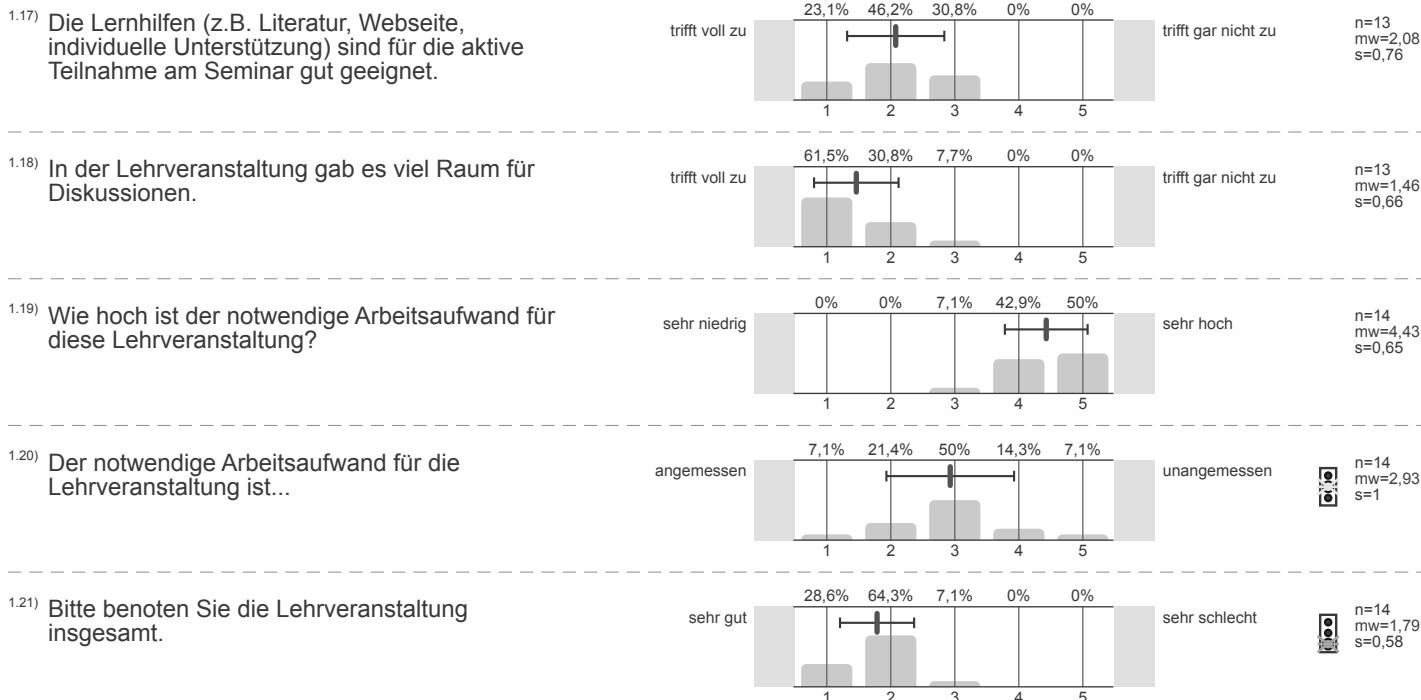 1.17) Die Lernhilfen (z.B. Literatur, Webseite,
individuelle Unterstützung) sind für die aktive
Teilnahme am Seminar gut geeignet.
trifft voll zu
23,1% 46,2% 30,8% 0% 0%
1 2 3 4 5
trifft gar nicht zu
n=13
mw=2,08
s=0,76
1.18) In der Lehrveranstaltung gab es viel Raum für
Diskussionen.
trifft voll zu
61,5% 30,8% 7,7% 0% 0%
1 2 3 4 5
trifft gar nicht zu
n=13
mw=1,46
s=0,66
1.19) Wie hoch ist der notwendige Arbeitsaufwand für
diese Lehrveranstaltung?
sehr niedrig
0% 0% 7,1% 42,9% 50%
1 2 3 4 5
sehr hoch
n=14
mw=4,43
s=0,65
1.20) Der notwendige Arbeitsaufwand für die
Lehrveranstaltung ist...
angemessen
7,1% 21,4% 50% 14,3% 7,1%
1 2 3 4 5
unangemessen
n=14
mw=2,93
s=1
1.21) Bitte benoten Sie die Lehrveranstaltung
insgesamt.
sehr gut
28,6% 64,3% 7,1% 0% 0%
1 2 3 4 5
sehr schlecht
n=14
mw=1,79
s=0,58